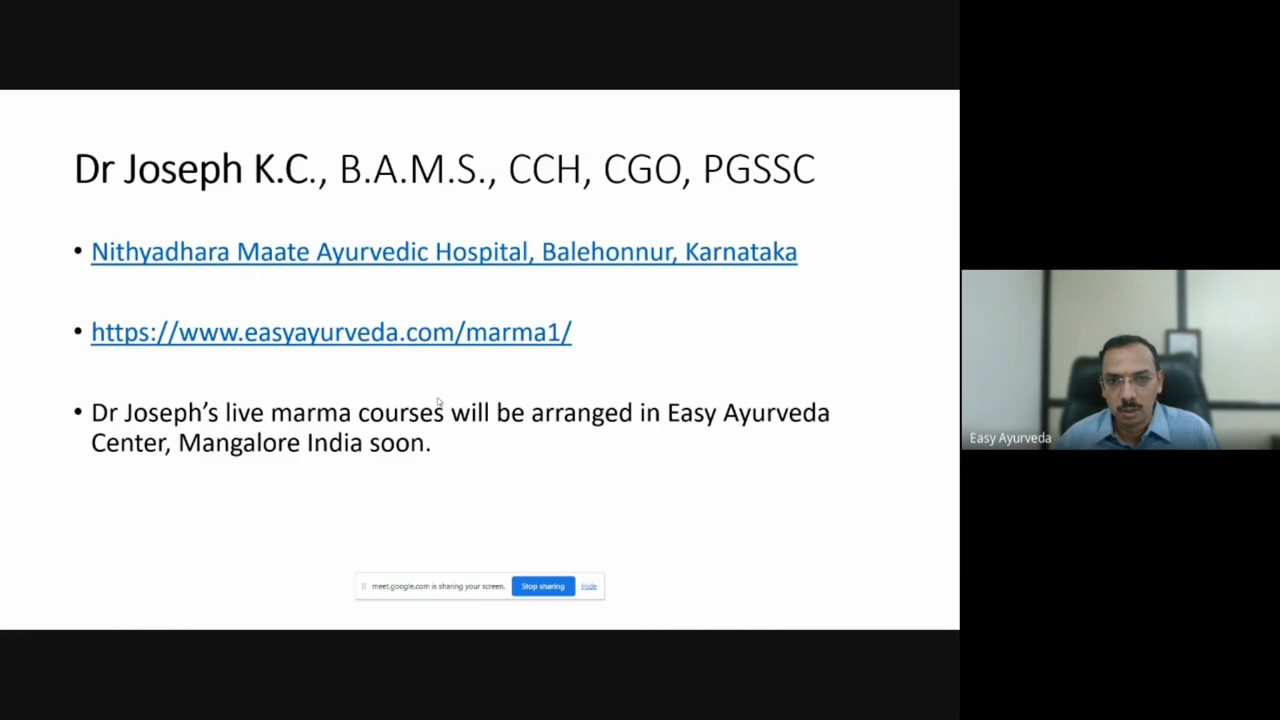 Dr Joseph K.C., B.A.M.S., CCH, CGO, PGSSC
• Nithyadhara Maate Ayurvedic Hospital, Balehonnur, Karnataka
• https://www.easyayurveda.com/marma1/
• Dr Joseph’s live marma courses will be arranged in Easy Ayurveda
Center, Mangalore India soon.
meet.google.com is sharing your screen. Stop sharing Hide
Easy Ayurveda